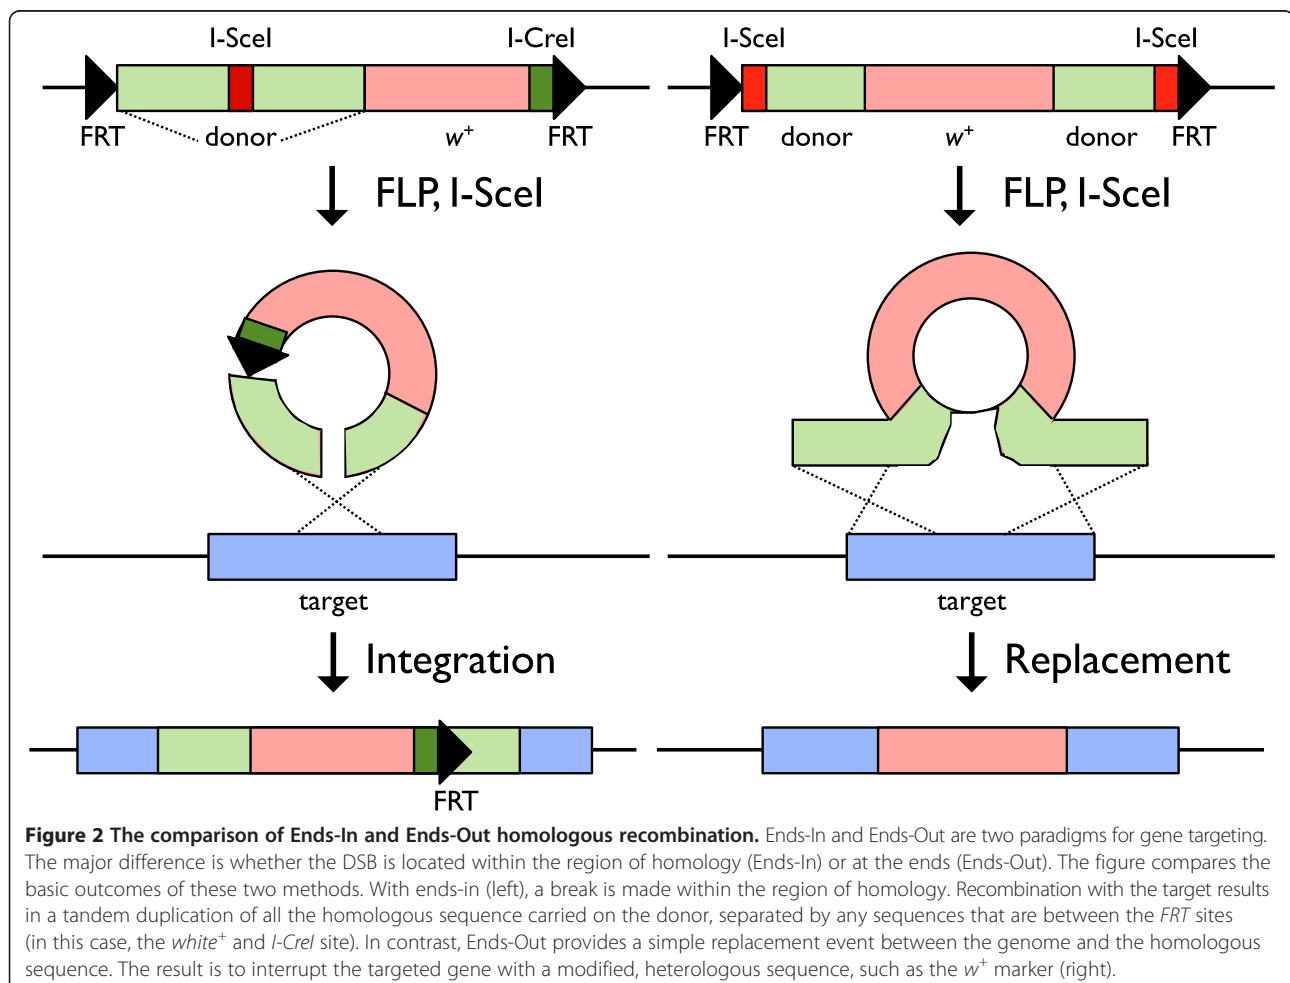 I-SceI
I-CreI
FRT
donor
w+
FRT
FLP, I-SceI
target
Integration
FRT
I-SceI
I-SceI
FRT
donor
w+
donor
FRT
FLP, I-SceI
target
Replacement
Figure 2 The comparison of Ends-In and Ends-Out homologous recombination. Ends-In and Ends-Out are two paradigms for gene targeting.
The major difference is whether the DSB is located within the region of homology (Ends-In) or at the ends (Ends-Out). The figure compares the
basic outcomes of these two methods. With ends-in (left), a break is made within the region of homology. Recombination with the target results
in a tandem duplication of all the homologous sequence carried on the donor, separated by any sequences that are between the FRT sites
(in this case, the white+ and I-CreI site). In contrast, Ends-Out provides a simple replacement event between the genome and the homologous
sequence. The result is to interrupt the targeted gene with a modified, heterologous sequence, such as the w+ marker (right).